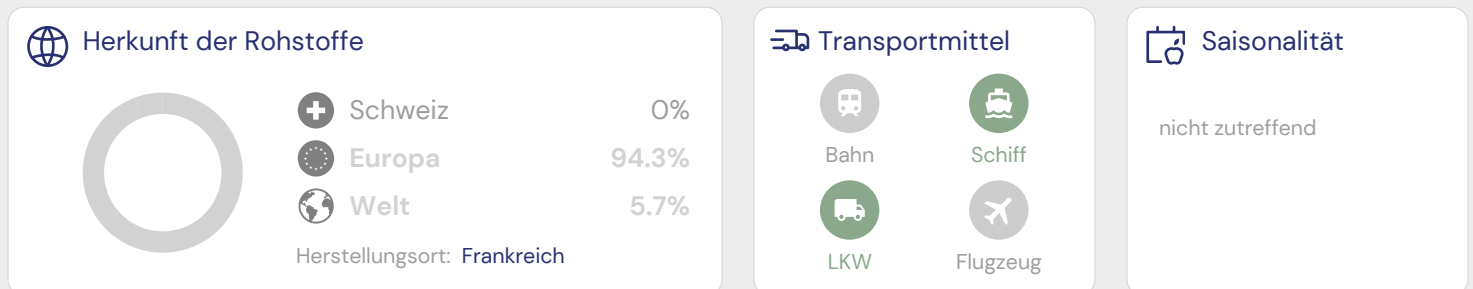 Herkunft der Rohstoffe
Schweiz 0%
Europa 94.3%
Welt 5.7%
Herstellungsort: Frankreich
Transportmittel
Bahn Schiff
LKW Flugzeug
Saisonalität
nicht zutreffend